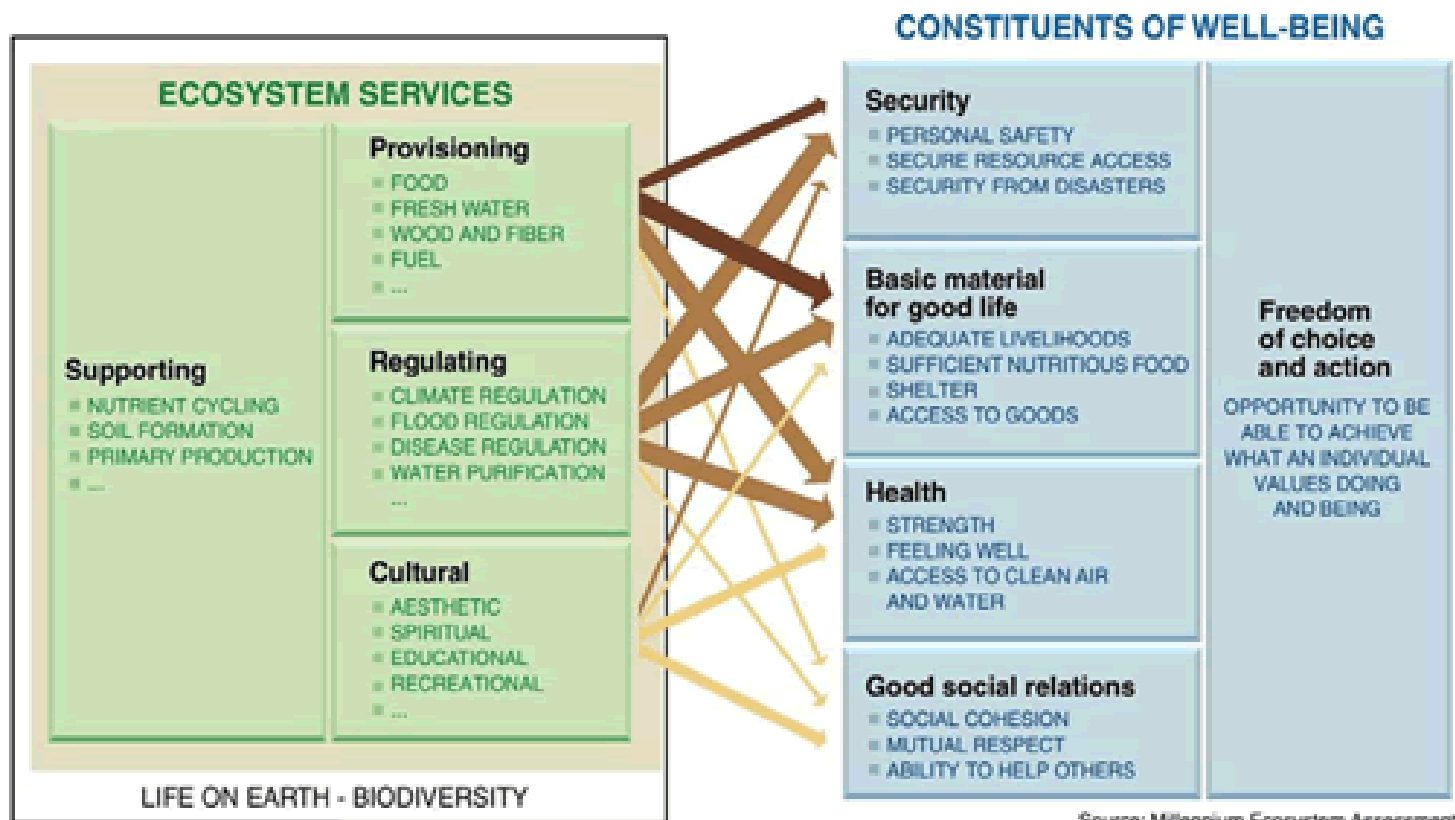 CONSTITUENTS OF WELL-BEING
ECOSYSTEM SERVICES
Supporting
NUTRIENT CYCLING
SOIL FORMATION
PRIMARY PRODUCTION
...
Provisioning
FOOD
FRESH WATER
WOOD AND FIBER
FUEL
...
Regulating
CLIMATE REGULATION
FLOOD REGULATION
DISEASE REGULATION
WATER PURIFICATION
...
Cultural
AESTHETIC
SPIRITUAL
EDUCATIONAL
RECREATIONAL
...
LIFE ON EARTH - BIODIVERSITY
Security
PERSONAL SAFETY
SECURE RESOURCE ACCESS
SECURITY FROM DISASTERS
Basic material
for good life
ADEQUATE LIVELIHOODS
SUFFICIENT NUTRITIOUS FOOD
SHELTER
ACCESS TO GOODS
Health
STRENGTH
FEELING WELL
ACCESS TO CLEAN AIR
AND WATER
Good social relations
SOCIAL COHESION
MUTUAL RESPECT
ABILITY TO HELP OTHERS
Freedom
of choice
and action
OPPORTUNITY TO BE
ABLE TO ACHIEVE
WHAT AN INDIVIDUAL
VALUES DOING
AND BEING
Source: Millennium Ecosystem Assessment